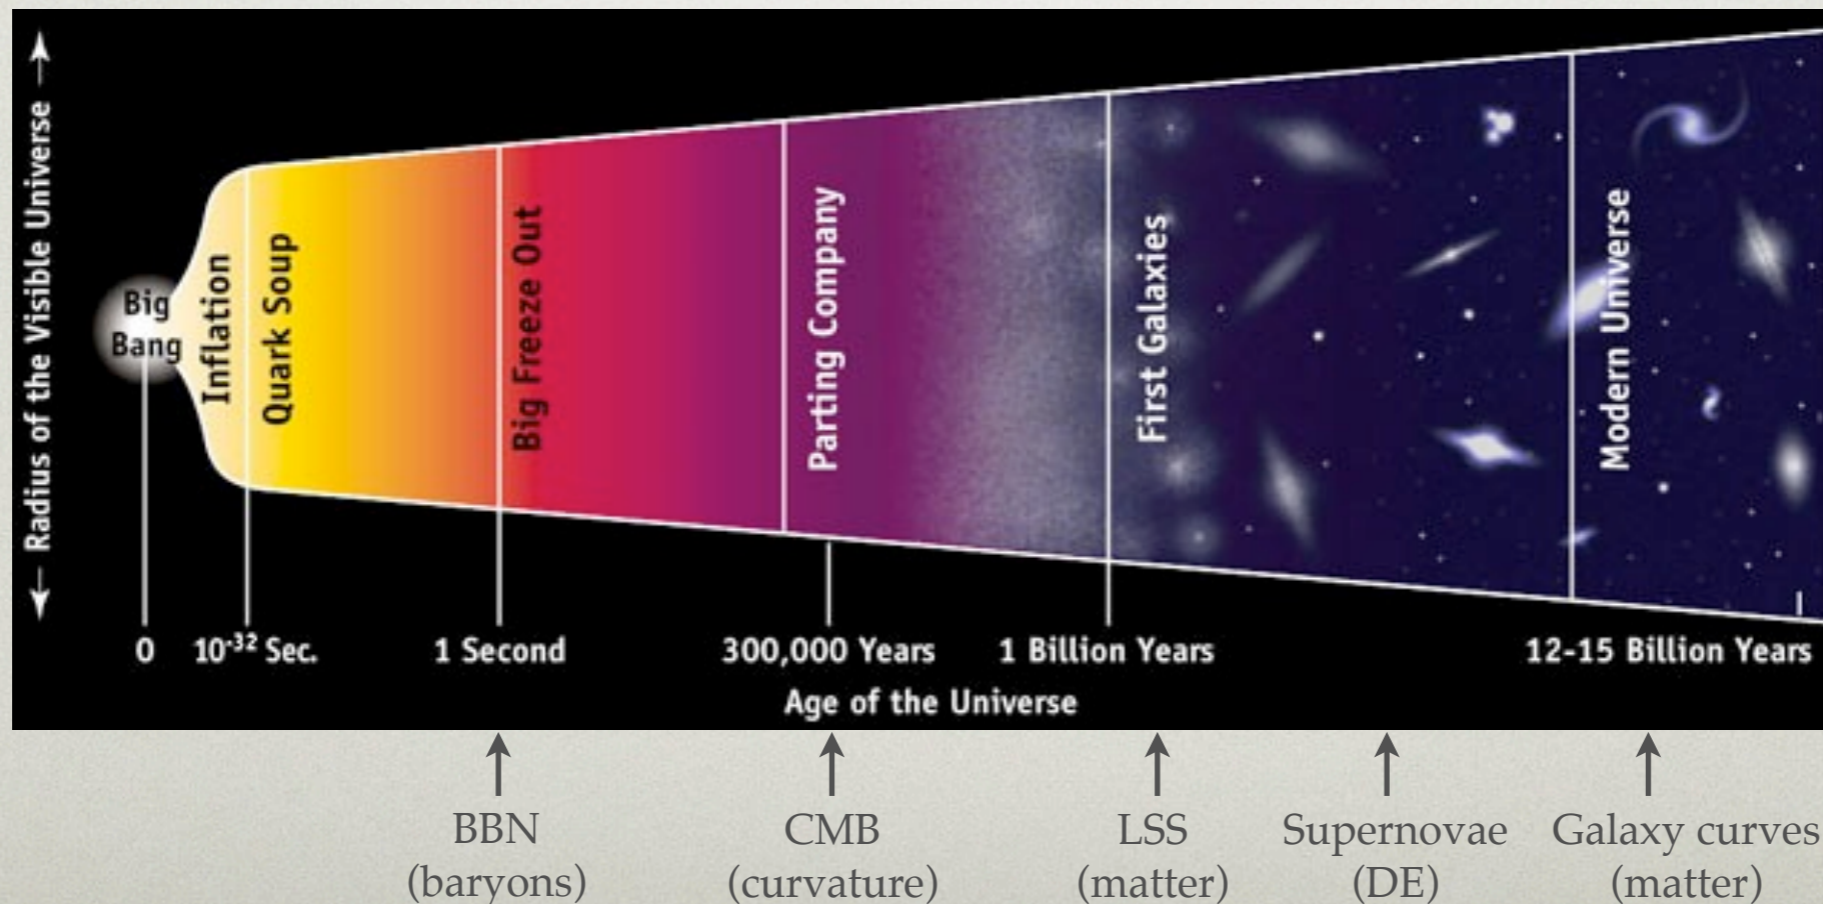 ← Radius of the Visible Universe →
Big
Bang
Inflation
Quark Soup
Big Freeze Out
Parting Company
First Galaxies
Modern Universe
0
10⁻³² Sec.
1 Second
300,000 Years
1 Billion Years
12-15 Billion Years
Age of the Universe
BBN
(baryons)
CMB
(curvature)
LSS
(matter)
Supernovae
(DE)
Galaxy curves
(matter)